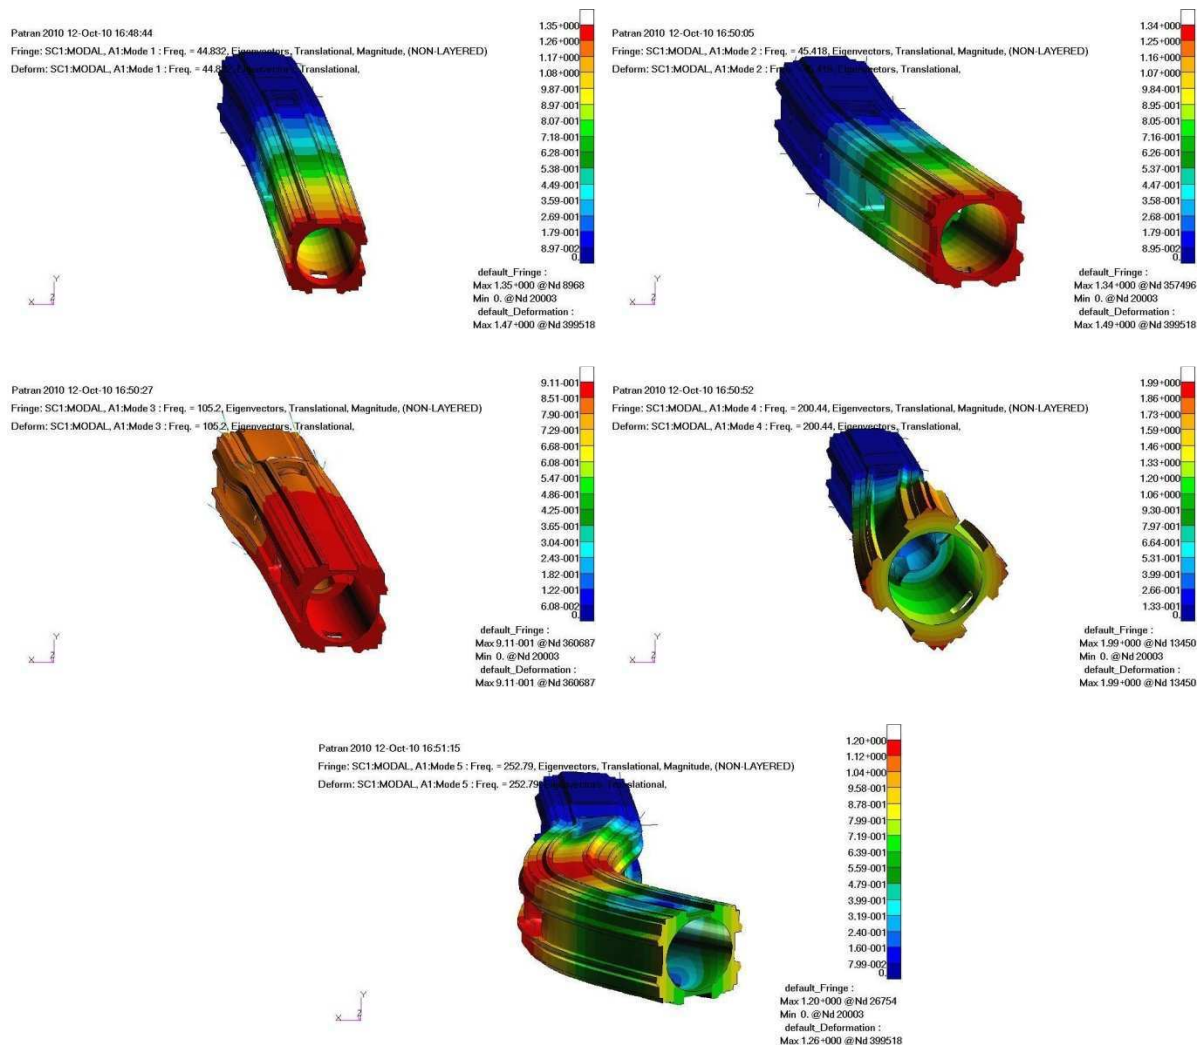 Patran 2010 12-Oct-10 16:48:44
Fringe: SC1:MODAL, A1:Mode 1 : Freq. = 44.832, Eigenvectors, Translational, Magnitude, (NON-LAYERED)
Deform: SC1:MODAL, A1:Mode 1 : Freq. = 44.832, Eigenvectors, Translational,
1.35+000
1.26+000
1.17+000
1.08+000
9.87-001
8.97-001
8.07-001
7.18-001
6.28-001
5.38-001
4.49-001
3.59-001
2.69-001
1.79-001
8.97-002
0.
default_Fringe :
Max 1.35+000 @Nd 8968
Min 0. @Nd 20003
default_Deformation :
Max 1.47+000 @Nd 399518
Y
X
Z
Patran 2010 12-Oct-10 16:50:05
Fringe: SC1:MODAL, A1:Mode 2 : Freq. = 45.418, Eigenvectors, Translational, Magnitude, (NON-LAYERED)
Deform: SC1:MODAL, A1:Mode 2 : Freq. = 45.418, Eigenvectors, Translational,
1.34+000
1.25+000
1.16+000
1.07+000
9.84-001
8.95-001
8.05-001
7.16-001
6.26-001
5.37-001
4.47-001
3.58-001
2.68-001
1.79-001
8.95-002
0.
default_Fringe :
Max 1.34+000 @Nd 357496
Min 0. @Nd 20003
default_Deformation :
Max 1.49+000 @Nd 399518
Y
X
Z
Patran 2010 12-Oct-10 16:50:27
Fringe: SC1:MODAL, A1:Mode 3 : Freq. = 105.2, Eigenvectors, Translational, Magnitude, (NON-LAYERED)
Deform: SC1:MODAL, A1:Mode 3 : Freq. = 105.2, Eigenvectors, Translational,
9.11-001
8.51-001
7.90-001
7.29-001
6.68-001
6.08-001
5.47-001
4.86-001
4.25-001
3.65-001
3.04-001
2.43-001
1.82-001
1.22-001
6.08-002
0.
default_Fringe :
Max 9.11-001 @Nd 360687
Min 0. @Nd 20003
default_Deformation :
Max 9.11-001 @Nd 360687
Y
X
Z
Patran 2010 12-Oct-10 16:50:52
Fringe: SC1:MODAL, A1:Mode 4 : Freq. = 200.44, Eigenvectors, Translational, Magnitude, (NON-LAYERED)
Deform: SC1:MODAL, A1:Mode 4 : Freq. = 200.44, Eigenvectors, Translational,
1.99+000
1.86+000
1.73+000
1.59+000
1.46+000
1.33+000
1.20+000
1.06+000
9.30-001
7.97-001
6.64-001
5.31-001
3.99-001
2.66-001
1.33-001
0.
default_Fringe :
Max 1.99+000 @Nd 13450
Min 0. @Nd 20003
default_Deformation :
Max 1.99+000 @Nd 13450
Y
X
Z
Patran 2010 12-Oct-10 16:51:15
Fringe: SC1:MODAL, A1:Mode 5 : Freq. = 252.79, Eigenvectors, Translational, Magnitude, (NON-LAYERED)
Deform: SC1:MODAL, A1:Mode 5 : Freq. = 252.79, Eigenvectors, Translational,
1.20+000
1.12+000
1.04+000
9.58-001
8.78-001
7.99-001
7.19-001
6.39-001
5.59-001
4.79-001
3.99-001
3.19-001
2.40-001
1.60-001
7.99-002
0.
default_Fringe :
Max 1.20+000 @Nd 26754
Min 0. @Nd 20003
default_Deformation :
Max 1.26+000 @Nd 399518
Y
X
Z